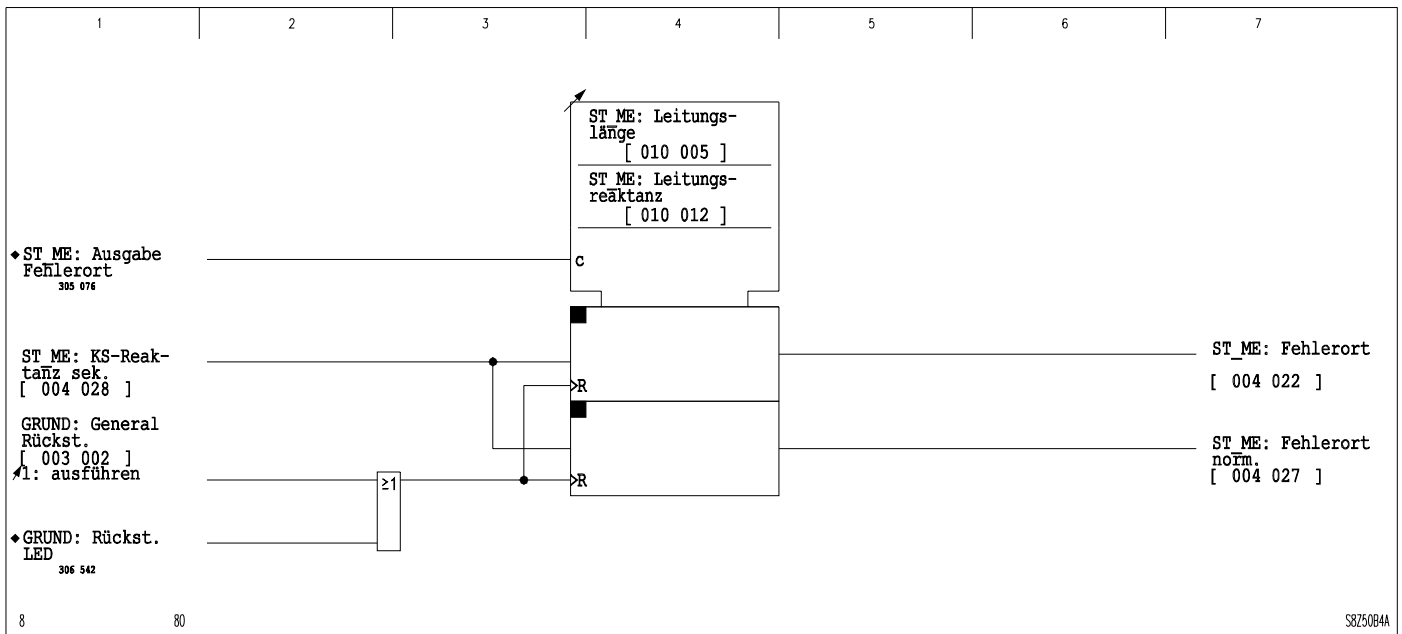 1 2 3 4 5 6 7
ST_ME: Leitungs-
länge
[ 010 005 ]
ST_ME: Leitungs-
reaktanz
[ 010 012 ]
ST_ME: Ausgabe
Fehlerort
305 076
C
ST_ME: KS-Reak-
tanz sek.
[ 004 028 ]
R
ST_ME: Fehlerort
[ 004 022 ]
GRUND: General
Rückst.
[ 003 002 ]
1: ausführen
≥1
R
ST_ME: Fehlerort
norm.
[ 004 027 ]
GRUND: Rückst.
LED
306 542
8 80 S8Z50B4A